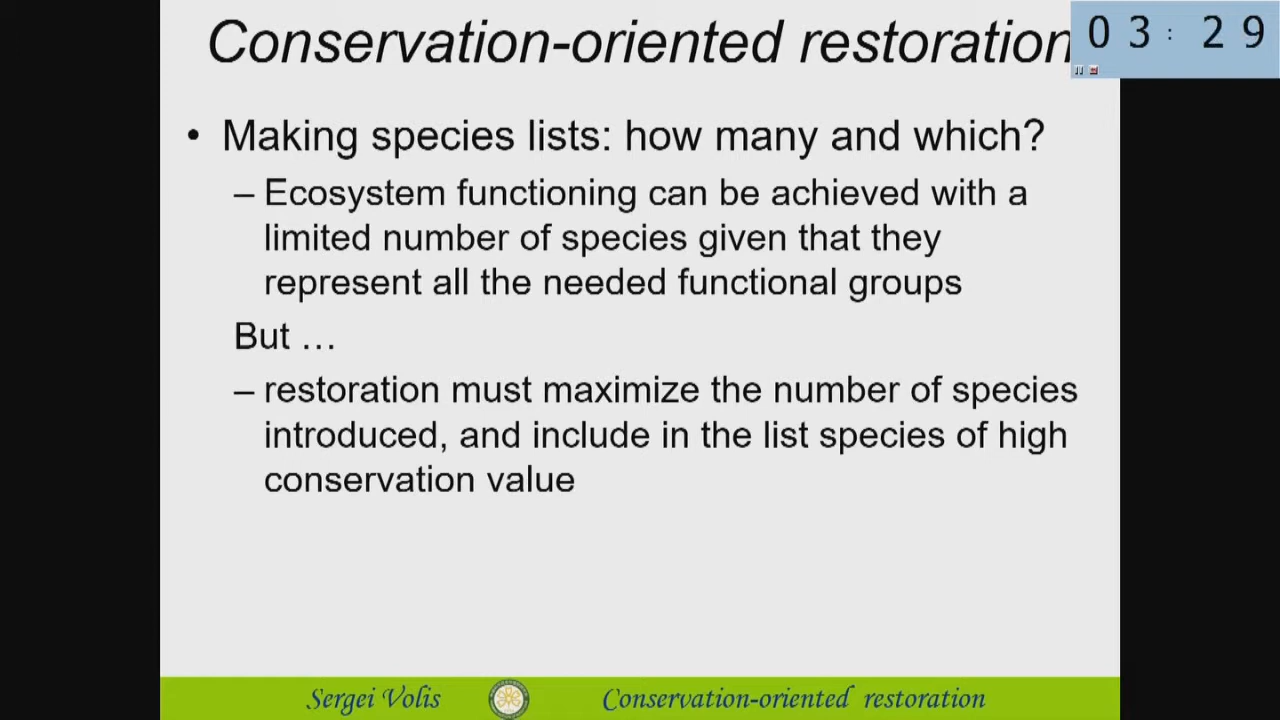 Conservation-oriented restoration
03:29
• Making species lists: how many and which?
– Ecosystem functioning can be achieved with a
limited number of species given that they
represent all the needed functional groups
But …
– restoration must maximize the number of species
introduced, and include in the list species of high
conservation value
Sergei Volis
Conservation-oriented restoration